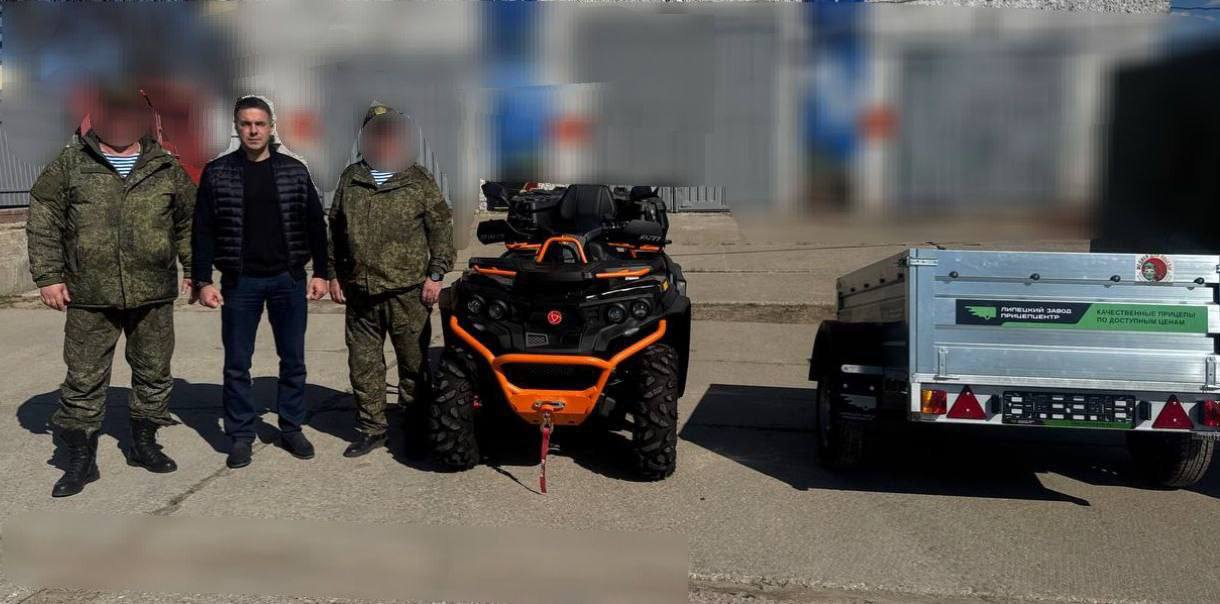 ЛИПЕЦКИЙ ЗАВОД
ПРИЦЕПЦЕНТР
КАЧЕСТВЕННЫЕ ПРИЦЕПЫ
ПО ДОСТУПНЫМ ЦЕНАМ